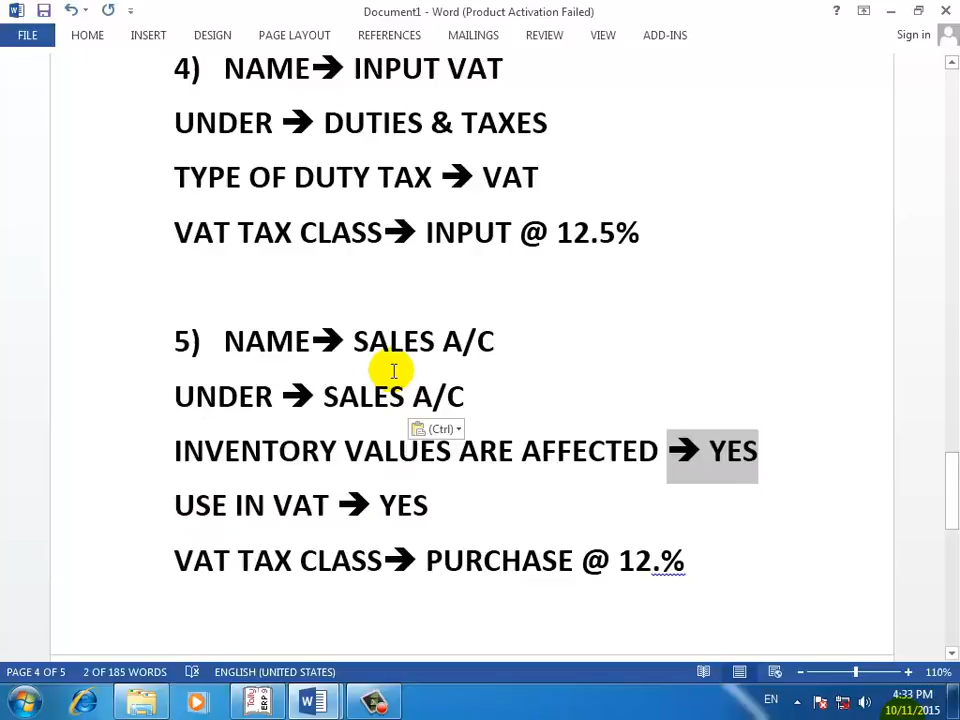 Document1 - Word (Product Activation Failed)
FILE HOME INSERT DESIGN PAGE LAYOUT REFERENCES MAILINGS REVIEW VIEW ADD-INS Sign in
4) NAME➔ INPUT VAT
UNDER ➔ DUTIES & TAXES
TYPE OF DUTY TAX ➔ VAT
VAT TAX CLASS➔ INPUT @ 12.5%
5) NAME➔ SALES A/C
UNDER ➔ SALES A/C
(Ctrl)
INVENTORY VALUES ARE AFFECTED ➔ YES
USE IN VAT ➔ YES
VAT TAX CLASS➔ PURCHASE @ 12.%
PAGE 4 OF 5 2 OF 185 WORDS ENGLISH (UNITED STATES) 110%
Tally ERP 9
EN 4:33 PM
10/11/2015